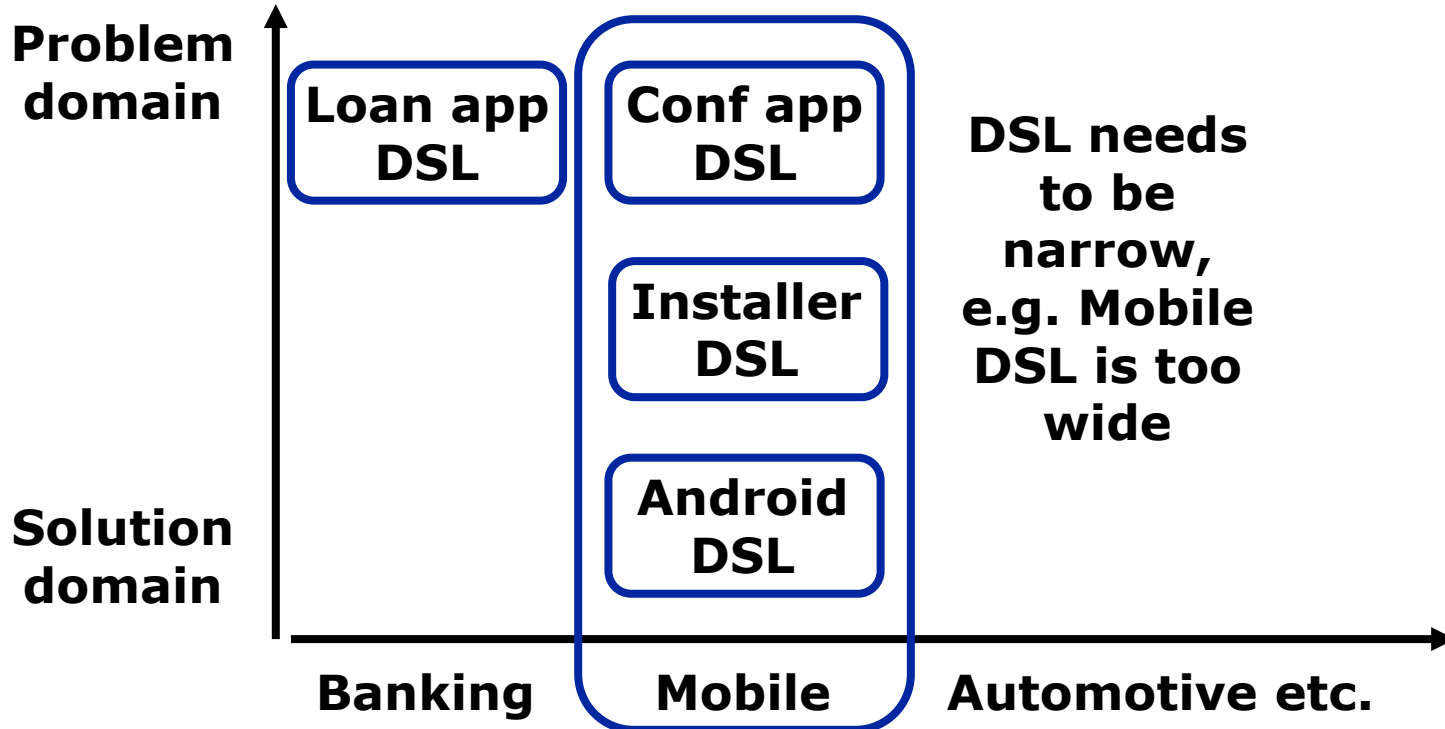 Problem
domain
Loan app
DSL
Conf app
DSL
DSL needs
to be
narrow,
e.g. Mobile
DSL is too
wide
Installer
DSL
Android
DSL
Solution
domain
Banking
Mobile
Automotive etc.